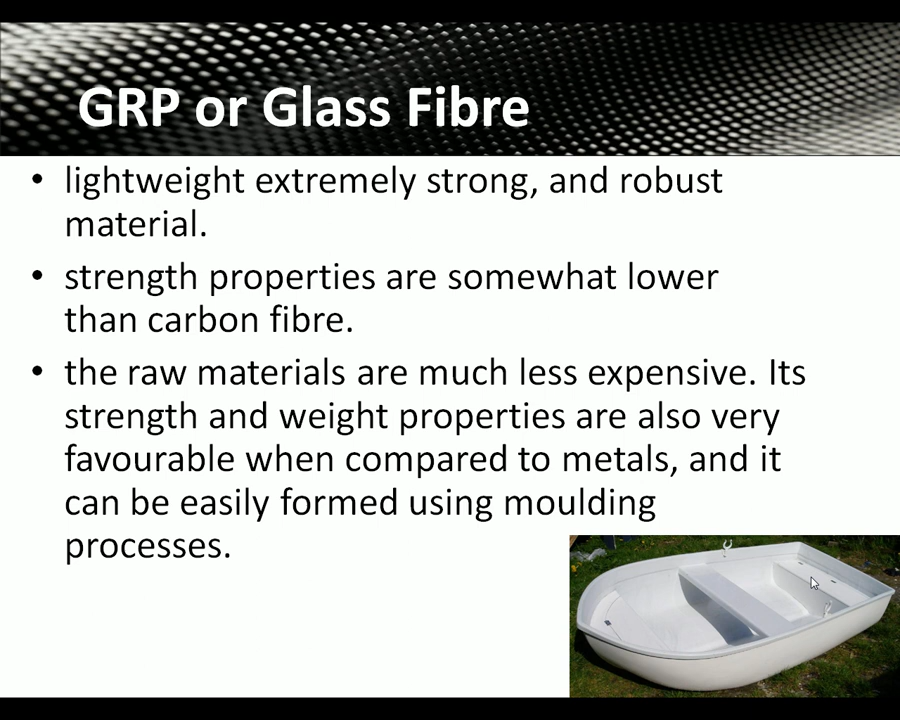 GRP or Glass Fibre
• lightweight extremely strong, and robust
material.
• strength properties are somewhat lower
than carbon fibre.
• the raw materials are much less expensive. Its
strength and weight properties are also very
favourable when compared to metals, and it
can be easily formed using moulding
processes.